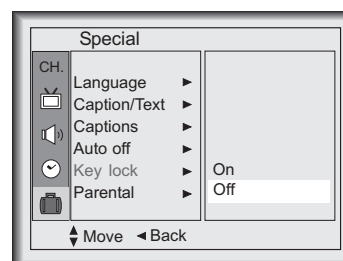 Special
CH.
Language ►
Caption/Text ►
Captions ►
Auto off ►
Key lock ► On
Parental ► Off
Move ◄ Back